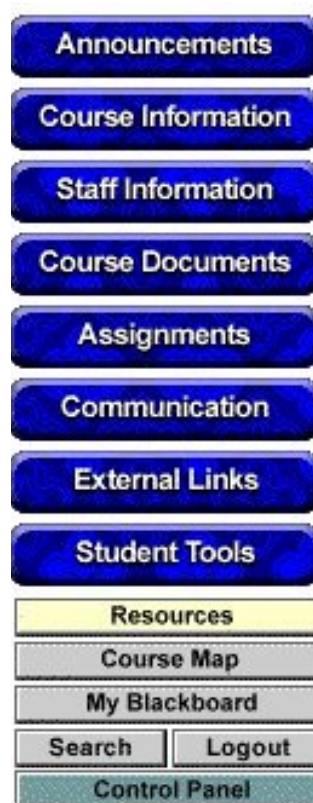 Announcements
Course Information
Staff Information
Course Documents
Assignments
Communication
External Links
Student Tools
Resources
Course Map
My Blackboard
Search Logout
Control Panel